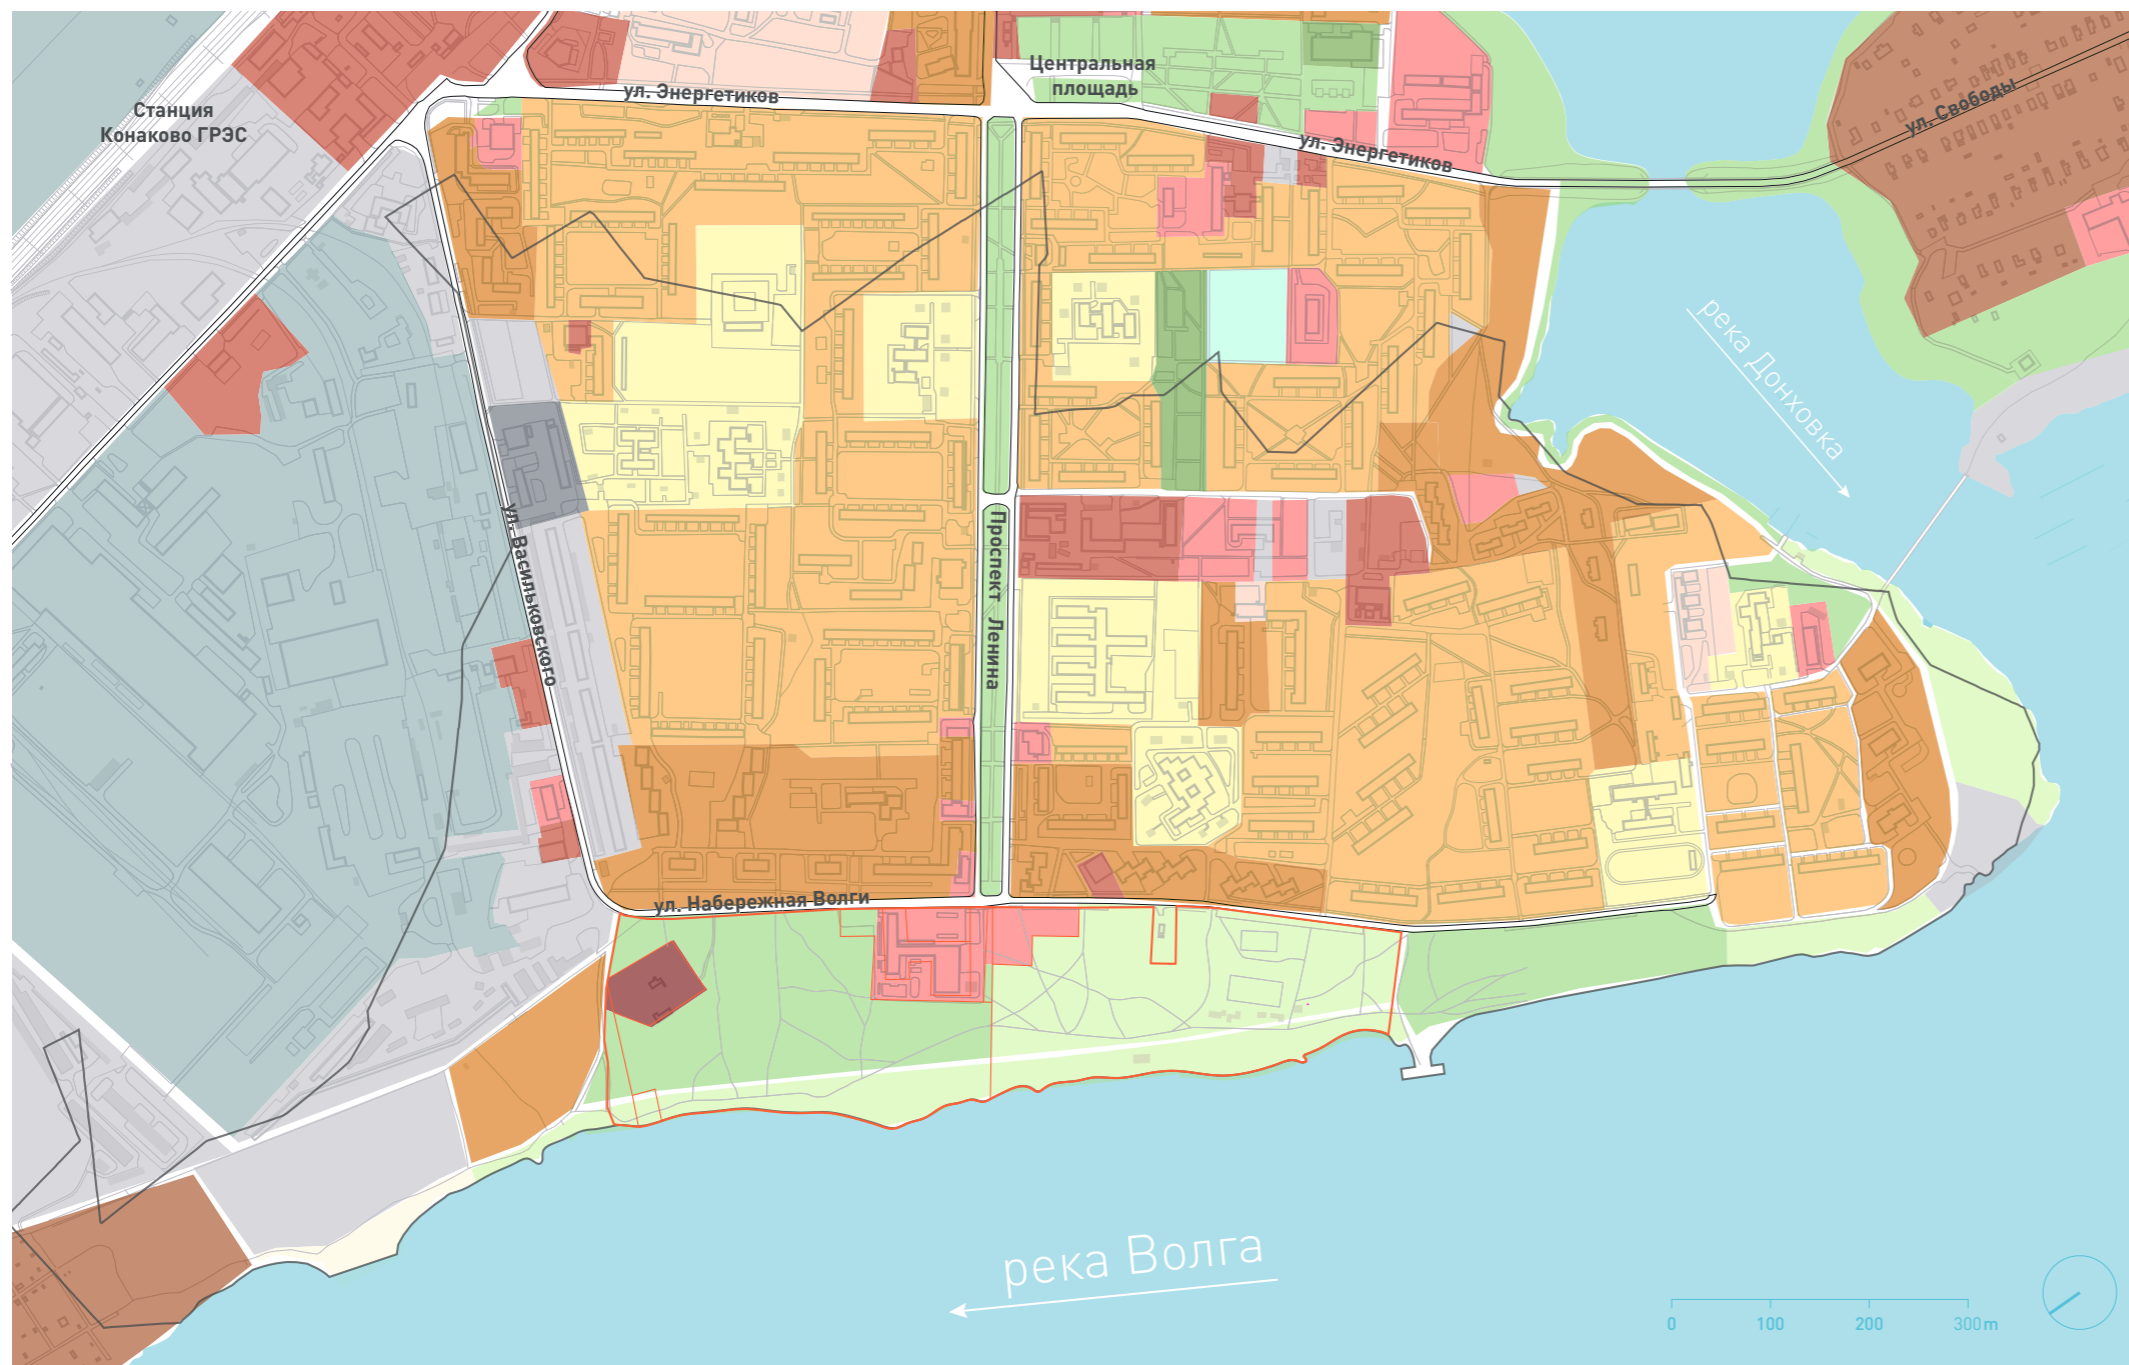 Центральная
площадь
ул. Энергетиков
Станция
Конаково ГРЭС
ул. Свободы
ул. Энергетиков
река Донховка
ул. Васильковского
Проспект Ленина
ул. Набережная Волги
река Волга
0 100 200 300m